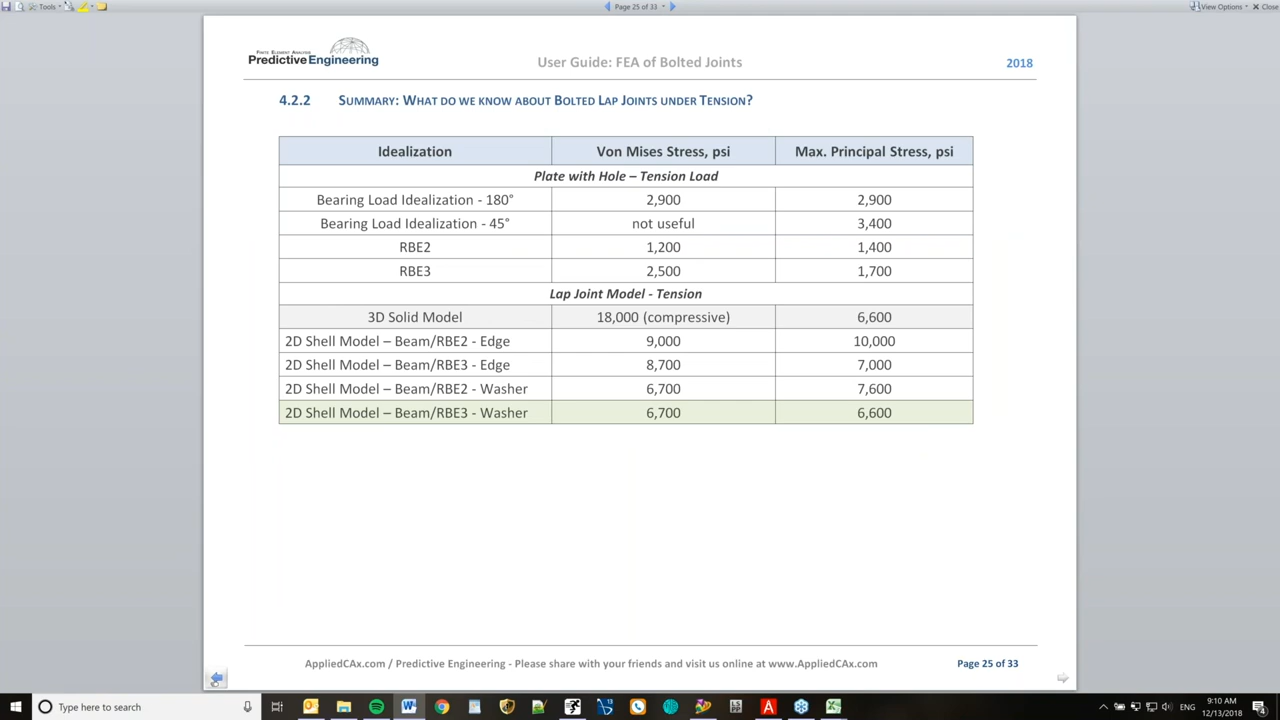 Tools
Page 25 of 33
View Options
Close
FINITE ELEMENT ANALYSIS
Predictive Engineering
User Guide: FEA of Bolted Joints
2018
4.2.2 SUMMARY: WHAT DO WE KNOW ABOUT BOLTED LAP JOINTS UNDER TENSION?
Idealization Von Mises Stress, psi Max. Principal Stress, psi
Plate with Hole – Tension Load
Bearing Load Idealization - 180° 2,900 2,900
Bearing Load Idealization - 45° not useful 3,400
RBE2 1,200 1,400
RBE3 2,500 1,700
Lap Joint Model - Tension
3D Solid Model 18,000 (compressive) 6,600
2D Shell Model – Beam/RBE2 - Edge 9,000 10,000
2D Shell Model – Beam/RBE3 - Edge 8,700 7,000
2D Shell Model – Beam/RBE2 - Washer 6,700 7,600
2D Shell Model – Beam/RBE3 - Washer 6,700 6,600
AppliedCAx.com / Predictive Engineering - Please share with your friends and visit us online at www.AppliedCAx.com
Page 25 of 33
Type here to search
ENG
9:10 AM
12/13/2018